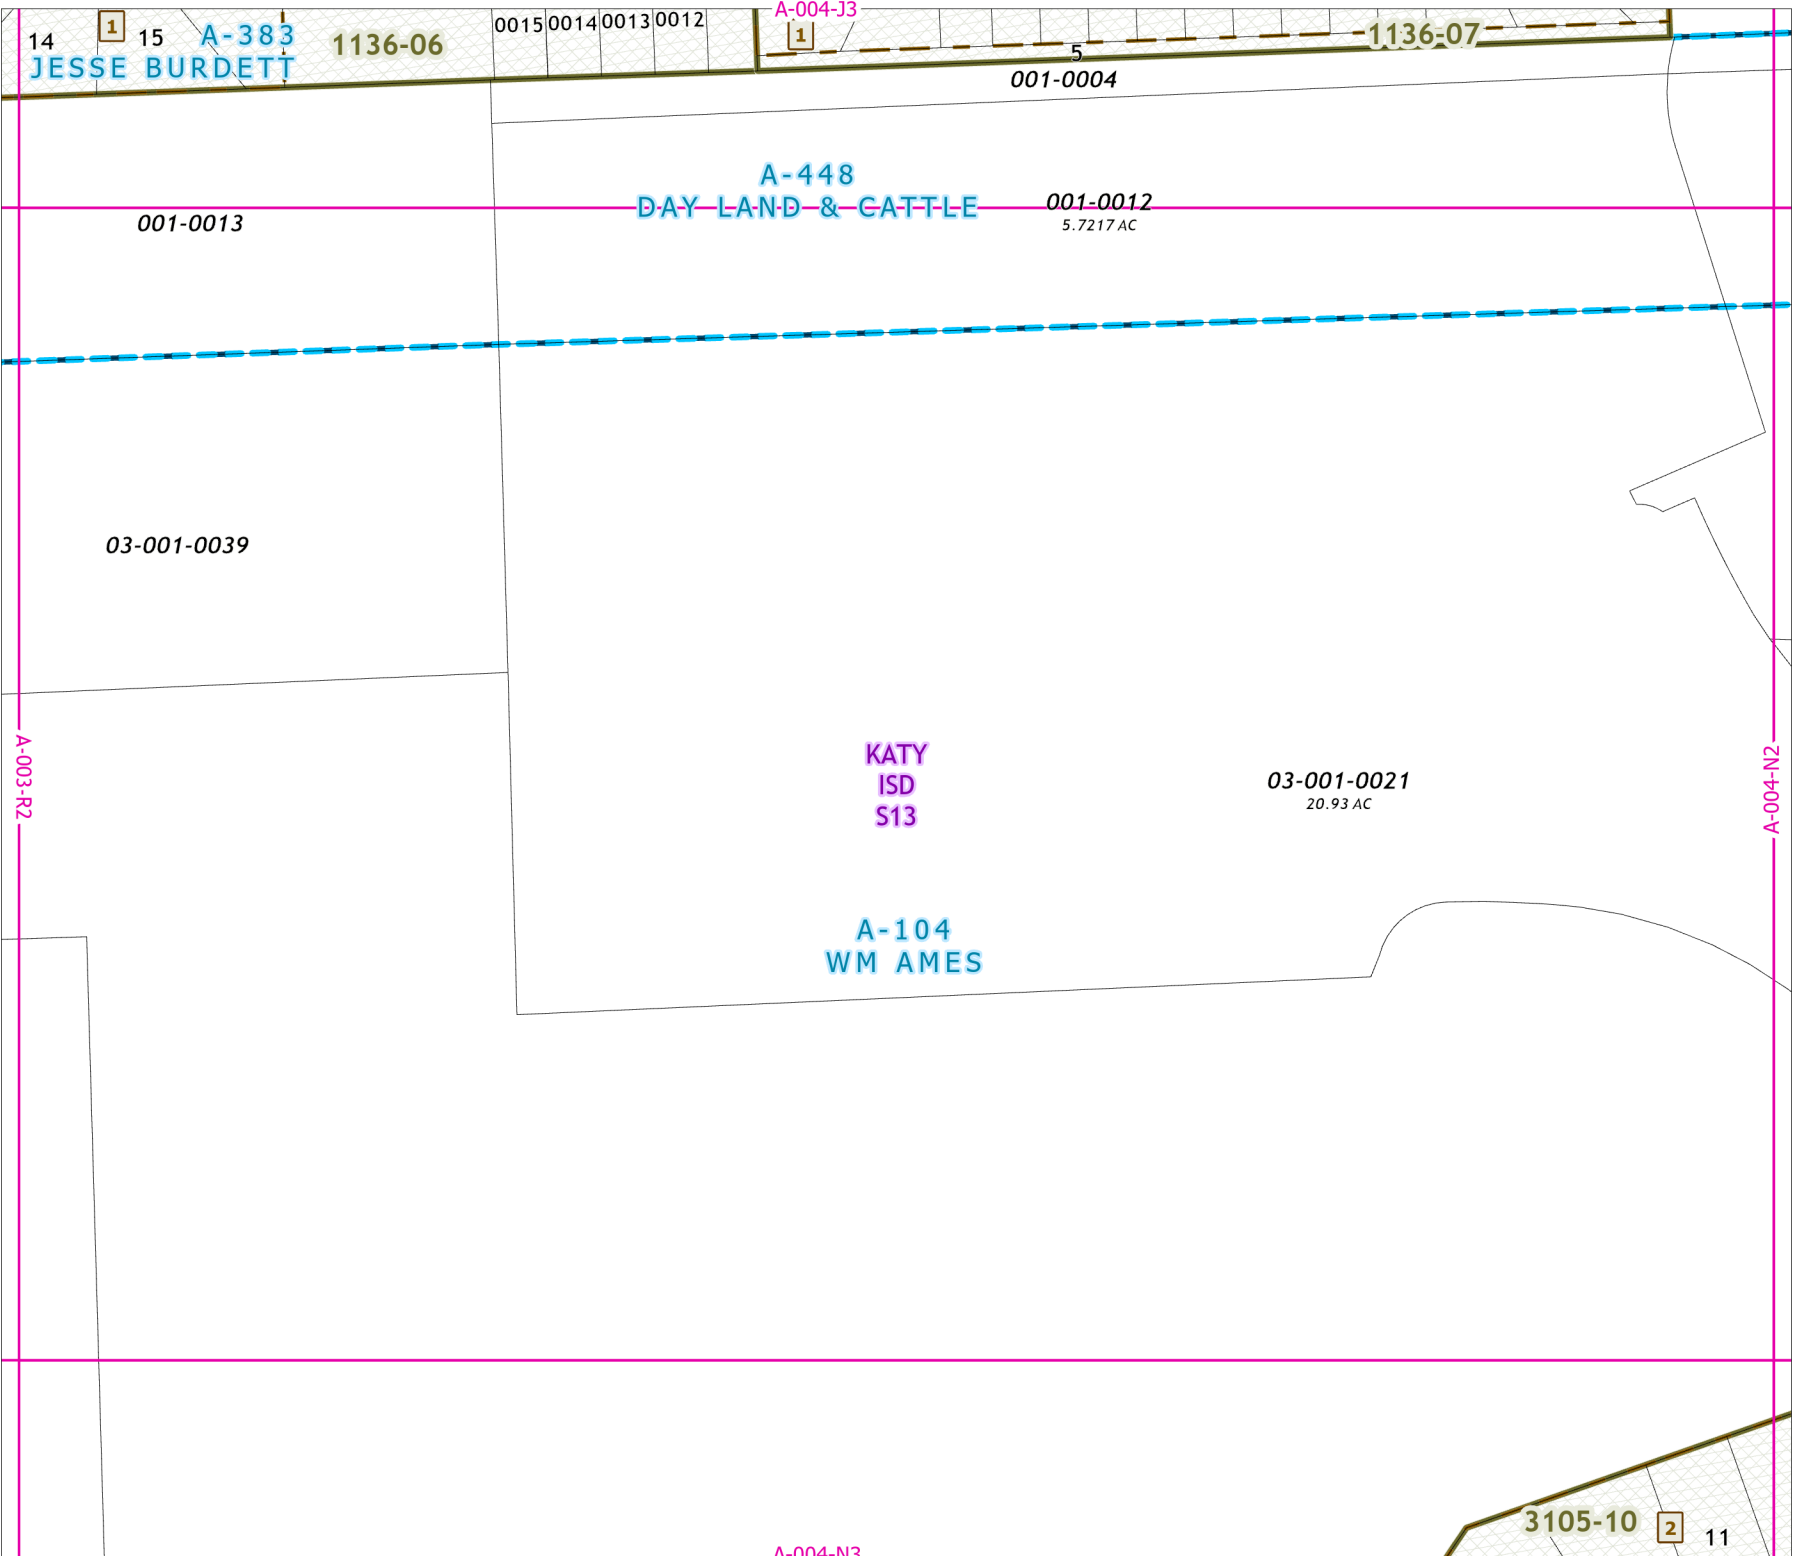 A-004-J3
14
1
15
A-383
JESSE BURDETT
1136-06
0015
0014
0013
0012
1
5
1136-07
001-0004
A-448
DAY LAND & CATTLE
001-0012
5.7217 AC
001-0013
03-001-0039
A-003-R2
KATY
ISD
S13
03-001-0021
20.93 AC
A-004-N2
A-104
WM AMES
3105-10
2
11
A-004-N3